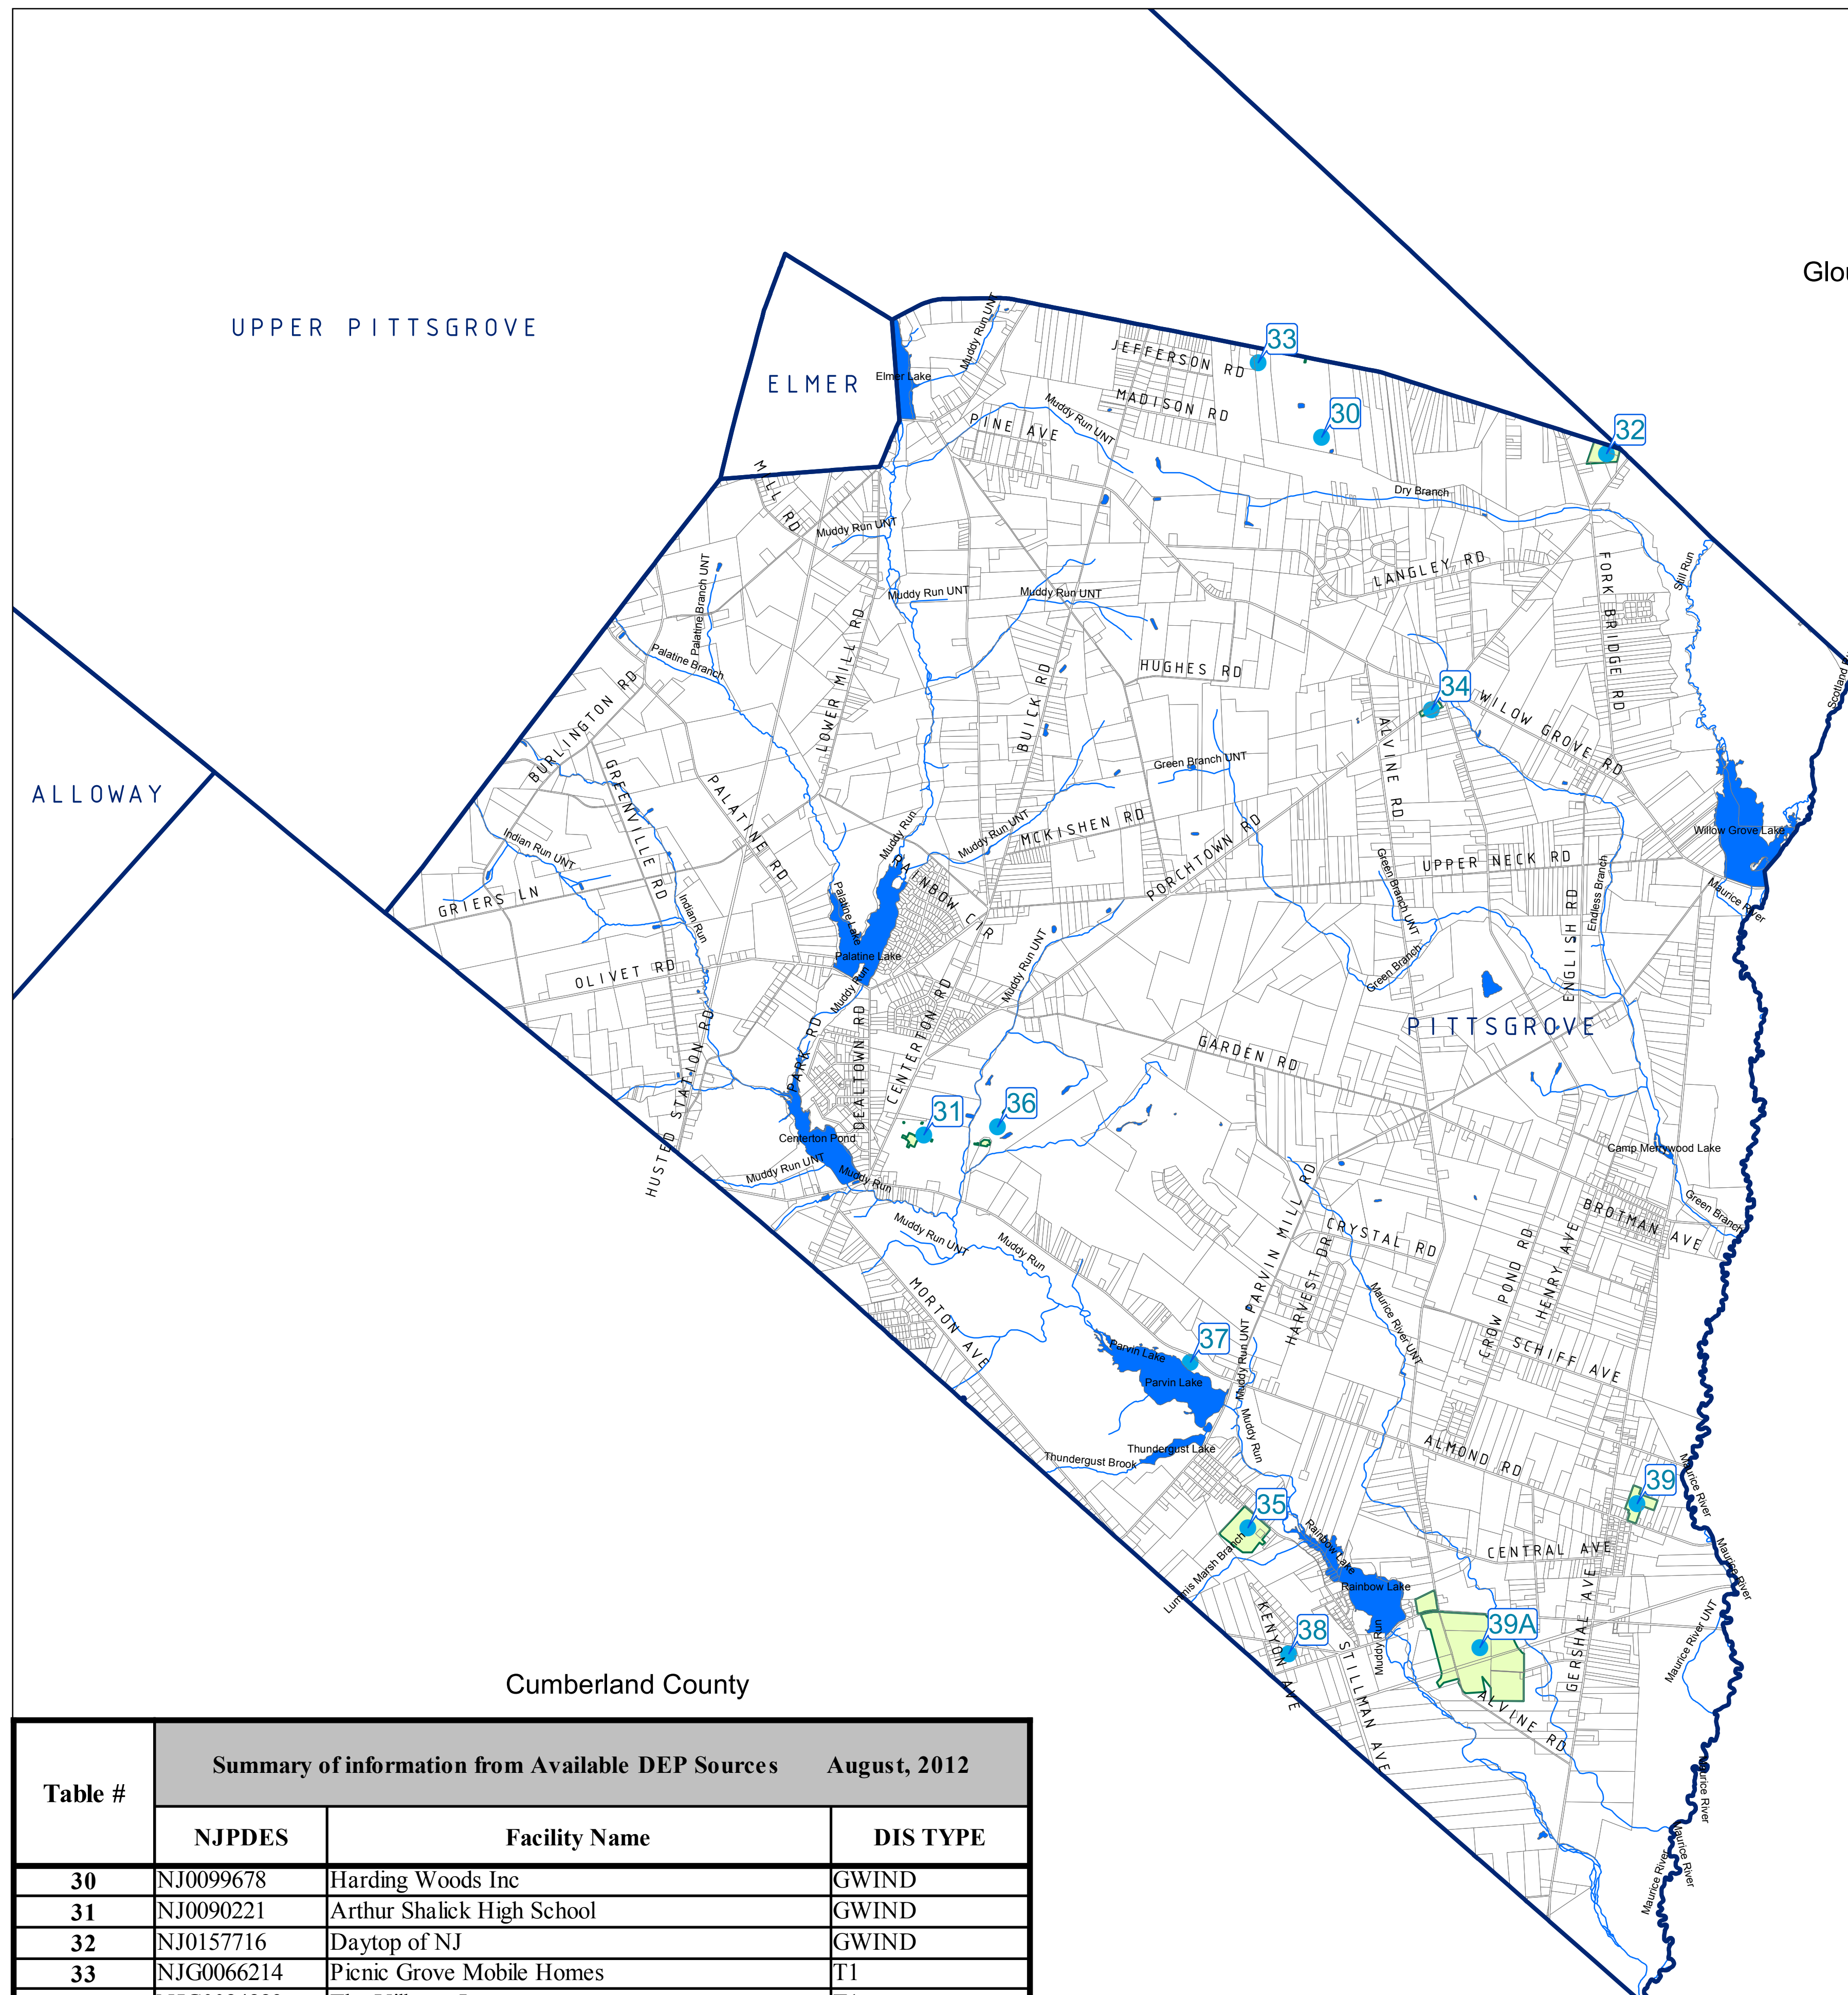 Glou
UPPER PITTSGROVE
ELMER
Elmer Lake
Muddy Run UNT
JEFFERSON RD
33
MADISON RD
30
PINE AVE
Muddy Run UNT
32
MILL RD
Dry Branch
Muddy Run UNT
Palatine Branch UNT
LANGLEY RD
FORK BRIDGE RD
Still Run
Muddy Run UNT
Muddy Run UNT
Palatine Branch
LOWER MILL RD
BUICK RD
HUGHES RD
34
WILOW GROVE RD
BURLINGTON RD
GREENVILLE RD
PALATINE RD
ALVINE RD
Green Branch UNT
ALLOWAY
Willow Grove Lake
Indian Run UNT
Muddy Run
Muddy Run UNT
MCKISHEN RD
PORCHTOWN RD
UPPER NECK RD
GRIERS LN
RAINBOW CIR
Palatine Lake
Palatine Lake
Indian Run
Green Branch UNT
Green Branch
ENGLISH RD
Endless Branch
Maurice River
OLIVET RD
Muddy Run
Muddy Run UNT
PITTSGROVE
HUSTED STATION RD
PARK RD
DEALTOWN RD
CENTERTON RD
GARDEN RD
31
36
Centerton Pond
Muddy Run UNT
Muddy Run
Camp Merrywood Lake
Green Branch
BROTMAN AVE
Muddy Run UNT
Muddy Run
PARVIN MILL RD
CRYSTAL RD
HARVEST DR
CROW POND RD
HENRY AVE
MORTON AVE
Maurice River UNT
37
Parvin Lake
Parvin Lake
Muddy Run UNT
SCHIFF AVE
Muddy Run
Thundergust Lake
Thundergust Brook
ALMOND RD
39
Maurice River
35
Lummis Marsh Branch
Rainbow Lake
Rainbow Lake
CENTRAL AVE
Maurice River
KENYON AVE
38
STILLMAN AVE
Muddy Run
39A
GERSHAL AVE
Maurice River UNT
ALVINE RD
Maurice River
Maurice River
Maurice River
Cumberland County
Table #
Summary of information from Available DEP Sources August, 2012
NJPDES Facility Name DIS TYPE
30 NJ0099678 Harding Woods Inc GWIND
31 NJ0090221 Arthur Shalick High School GWIND
32 NJ0157716 Daytop of NJ GWIND
33 NJG0066214 Picnic Grove Mobile Homes T1